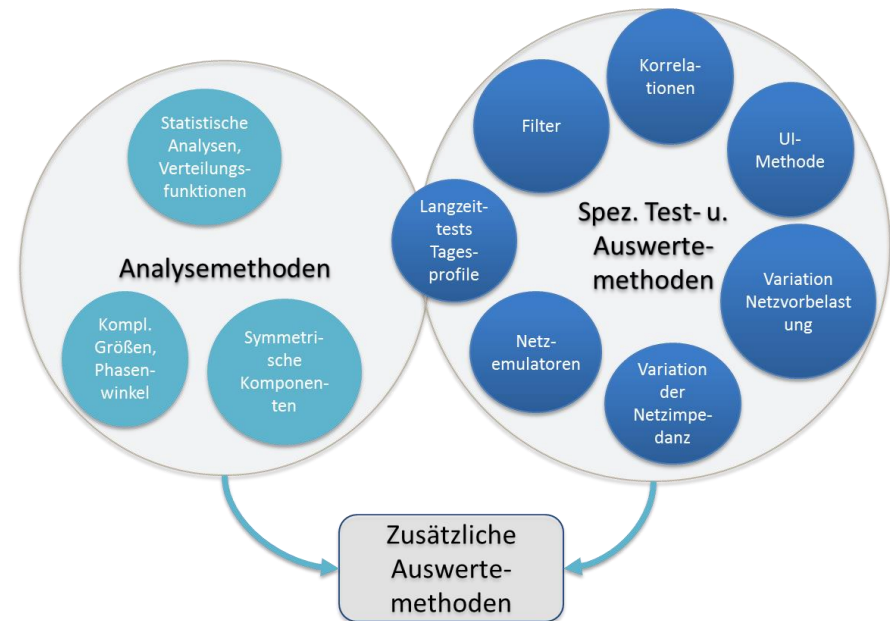 Statistische
Analysen,
Verteilungs-
funktionen
Analysemethoden
Kompl.
Größen,
Phasen-
winkel
Symmetri-
sche
Komponen-
ten
Korrela-
tionen
Filter
UI-
Methode
Langzeit-
tests
Tages-
profile
Spez. Test- u.
Auswerte-
methoden
Variation
Netzvorbelast
ung
Netz-
emulatoren
Variation
der
Netzimpe-
danz
Zusätzliche
Auswerte-
methoden